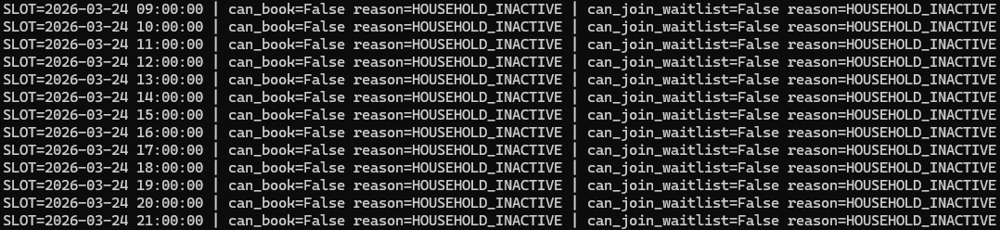 SLOT=2026-03-24 09:00:00 | can_book=False reason=HOUSEHOLD_INACTIVE | can_join_waitlist=False reason=HOUSEHOLD_INACTIVE
SLOT=2026-03-24 10:00:00 | can_book=False reason=HOUSEHOLD_INACTIVE | can_join_waitlist=False reason=HOUSEHOLD_INACTIVE
SLOT=2026-03-24 11:00:00 | can_book=False reason=HOUSEHOLD_INACTIVE | can_join_waitlist=False reason=HOUSEHOLD_INACTIVE
SLOT=2026-03-24 12:00:00 | can_book=False reason=HOUSEHOLD_INACTIVE | can_join_waitlist=False reason=HOUSEHOLD_INACTIVE
SLOT=2026-03-24 13:00:00 | can_book=False reason=HOUSEHOLD_INACTIVE | can_join_waitlist=False reason=HOUSEHOLD_INACTIVE
SLOT=2026-03-24 14:00:00 | can_book=False reason=HOUSEHOLD_INACTIVE | can_join_waitlist=False reason=HOUSEHOLD_INACTIVE
SLOT=2026-03-24 15:00:00 | can_book=False reason=HOUSEHOLD_INACTIVE | can_join_waitlist=False reason=HOUSEHOLD_INACTIVE
SLOT=2026-03-24 16:00:00 | can_book=False reason=HOUSEHOLD_INACTIVE | can_join_waitlist=False reason=HOUSEHOLD_INACTIVE
SLOT=2026-03-24 17:00:00 | can_book=False reason=HOUSEHOLD_INACTIVE | can_join_waitlist=False reason=HOUSEHOLD_INACTIVE
SLOT=2026-03-24 18:00:00 | can_book=False reason=HOUSEHOLD_INACTIVE | can_join_waitlist=False reason=HOUSEHOLD_INACTIVE
SLOT=2026-03-24 19:00:00 | can_book=False reason=HOUSEHOLD_INACTIVE | can_join_waitlist=False reason=HOUSEHOLD_INACTIVE
SLOT=2026-03-24 20:00:00 | can_book=False reason=HOUSEHOLD_INACTIVE | can_join_waitlist=False reason=HOUSEHOLD_INACTIVE
SLOT=2026-03-24 21:00:00 | can_book=False reason=HOUSEHOLD_INACTIVE | can_join_waitlist=False reason=HOUSEHOLD_INACTIVE